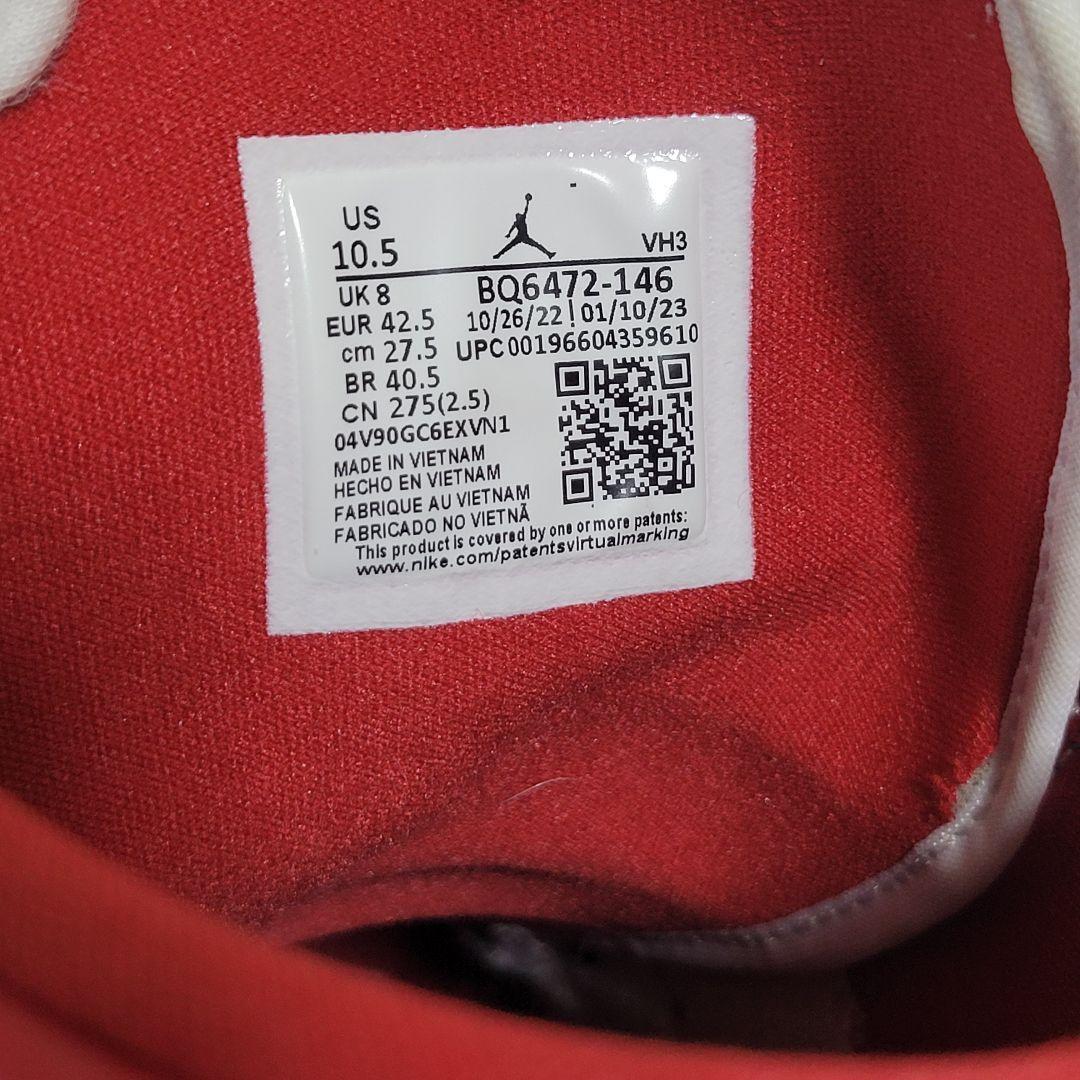 US
10.5
VH3
UK 8
BQ6472-146
EUR 42.5
10/26/22 | 01/10/23
cm 27.5
UPC 00196604359610
BR 40.5
CN 275(2.5)
04V90GC6EXVN1
MADE IN VIETNAM
HECHO EN VIETNAM
FABRIQUE AU VIETNAM
FABRICADO NO VIETNÃ
This product is covered by one or more patents:
www.nike.com/patentsvirtualmarking